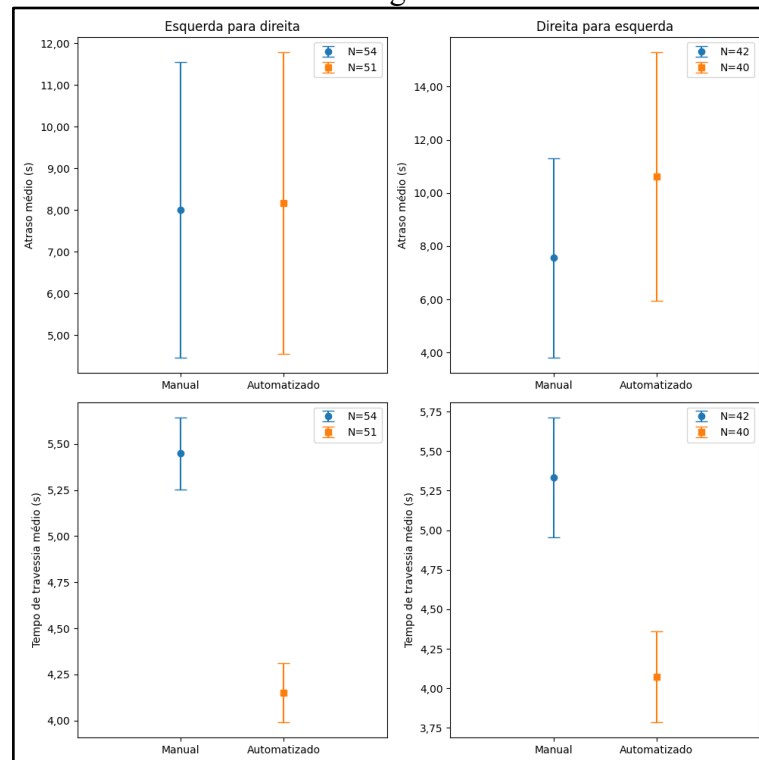 Esquerda para direita
12,00
11,00
10,00
9,00
8,00
7,00
6,00
5,00
Atraso médio (s)
Manual
Automatizado
N=54
N=51
Direita para esquerda
14,00
12,00
10,00
8,00
6,00
4,00
Atraso médio (s)
Manual
Automatizado
N=42
N=40
5,50
5,25
5,00
4,75
4,50
4,25
4,00
Tempo de travessia médio (s)
Manual
Automatizado
N=54
N=51
5,75
5,50
5,25
5,00
4,75
4,50
4,25
4,00
3,75
Tempo de travessia médio (s)
Manual
Automatizado
N=42
N=40